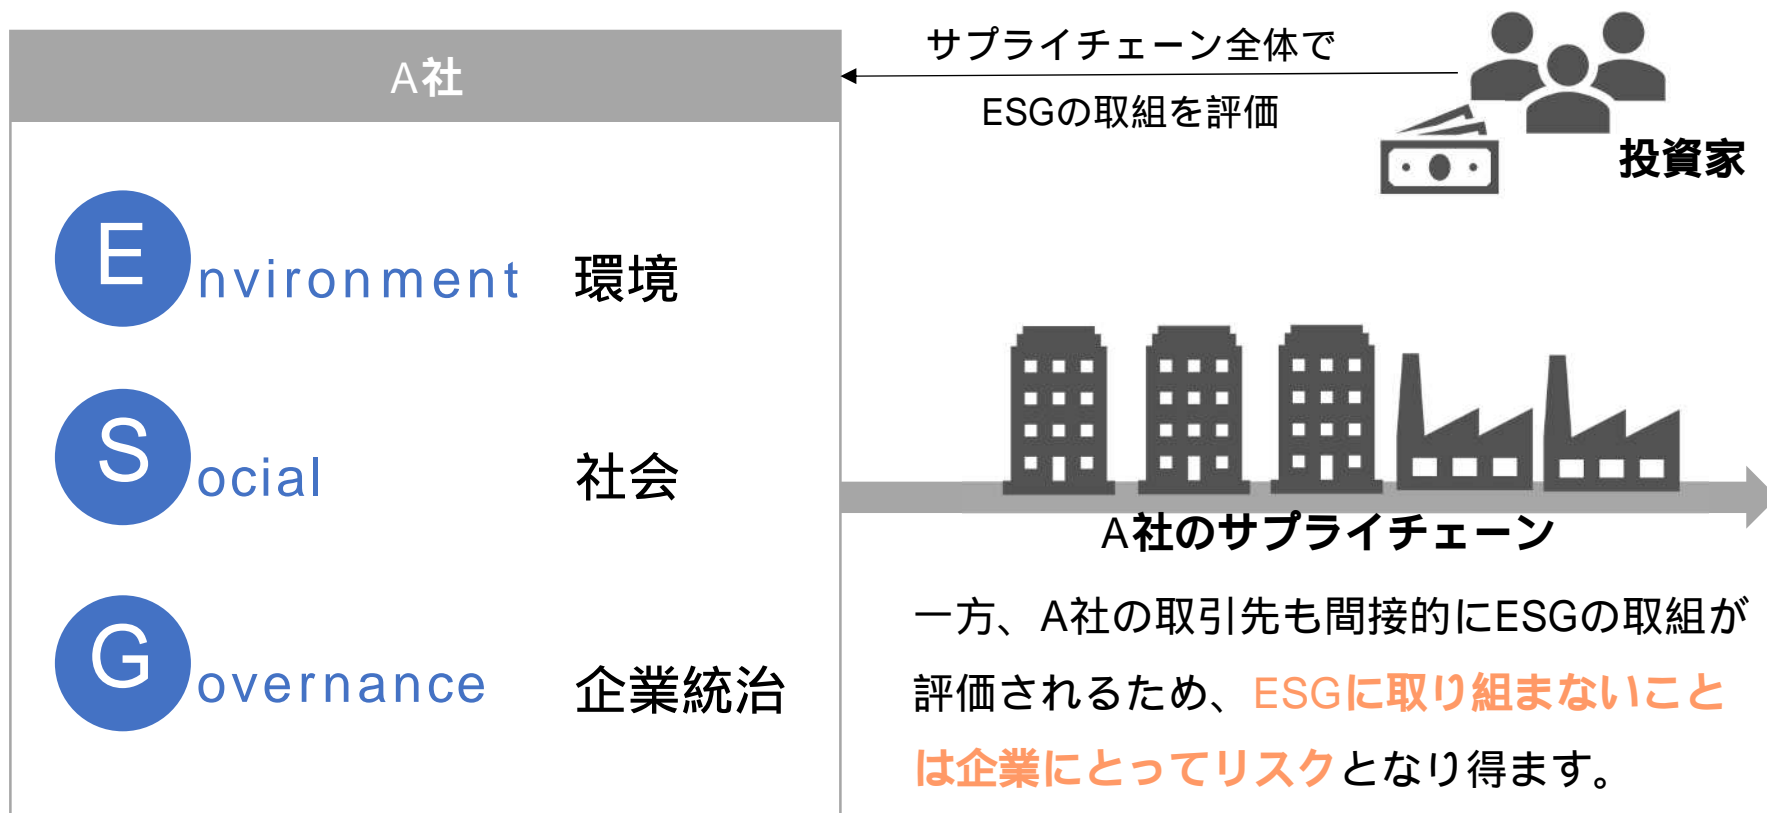 A社
Environment 環境
Social 社会
Governance 企業統治
サプライチェーン全体で
ESGの取組を評価
投資家
A社のサプライチェーン
一方、A社の取引先も間接的にESGの取組が
評価されるため、ESGに取り組まないこと
は企業にとってリスクとなり得ます。